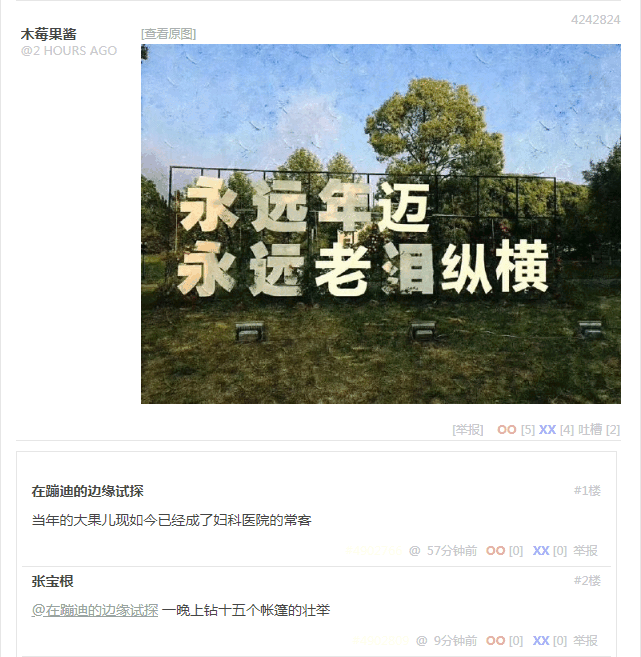 4242824
木莓果酱
@2 HOURS AGO
[查看原图]
永远年迈
永远老泪纵横
[举报] OO [5] XX [4] 吐槽 [2]
在蹦迪的边缘试探
#1楼
当年的大果儿现如今已经成了妇科医院的常客
@ 57分钟前 OO [0] XX [0] 举报
张宝根
#2楼
@在蹦迪的边缘试探 一晚上钻十五个帐篷的壮举
@ 9分钟前 OO [0] XX [0] 举报